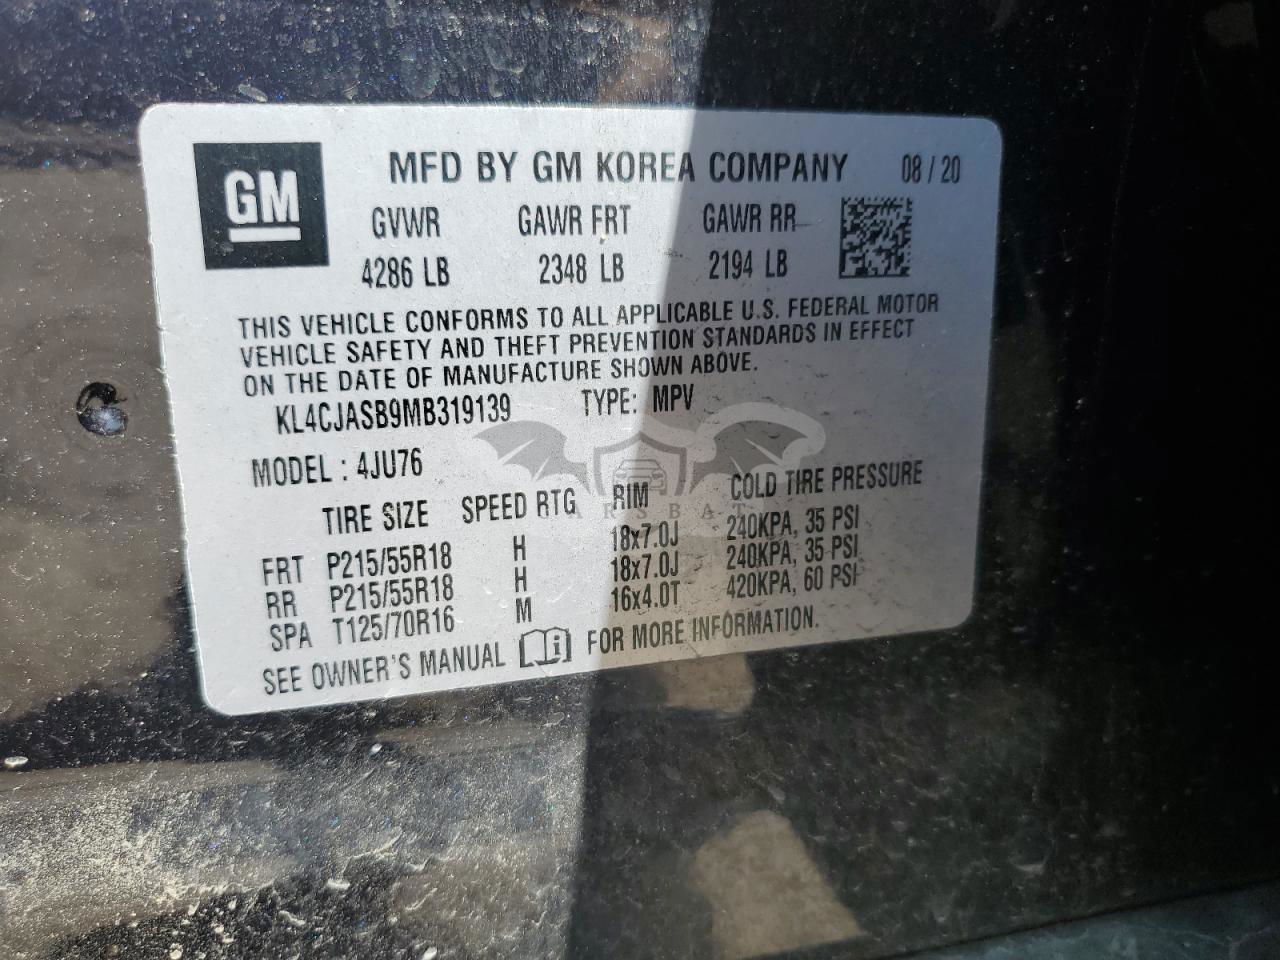 GM
MFD BY GM KOREA COMPANY 08 / 20
GVWR GAWR FRT GAWR RR
4286 LB 2348 LB 2194 LB
THIS VEHICLE CONFORMS TO ALL APPLICABLE U.S. FEDERAL MOTOR
VEHICLE SAFETY AND THEFT PREVENTION STANDARDS IN EFFECT
ON THE DATE OF MANUFACTURE SHOWN ABOVE.
KL4CJASB9MB319139 TYPE: MPV
MODEL : 4JU76
TIRE SIZE SPEED RTG RIM COLD TIRE PRESSURE
FRT P215/55R18 H 18x7.0J 240KPA, 35 PSI
RR P215/55R18 H 18x7.0J 240KPA, 35 PSI
SPA T125/70R16 M 16x4.0T 420KPA, 60 PSI
SEE OWNER'S MANUAL FOR MORE INFORMATION.
CARSBAT